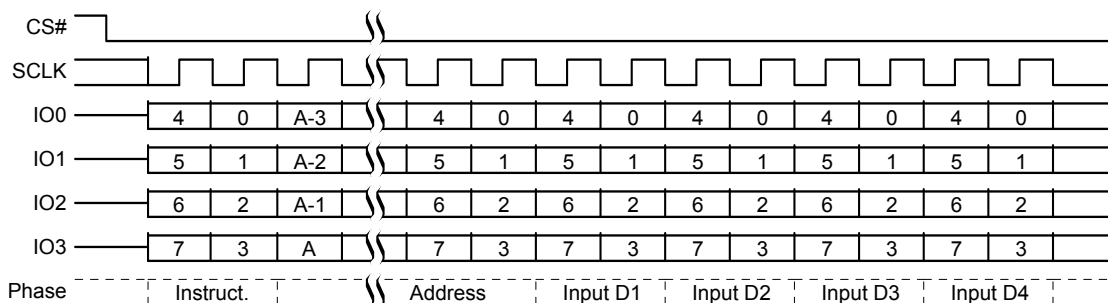 CS#
SCLK
IO0 4 0 A-3 4 0 4 0 4 0 4 0 4 0
IO1 5 1 A-2 5 1 5 1 5 1 5 1 5 1
IO2 6 2 A-1 6 2 6 2 6 2 6 2 6 2
IO3 7 3 A 7 3 7 3 7 3 7 3 7 3
Phase Instruct. Address Input D1 Input D2 Input D3 Input D4